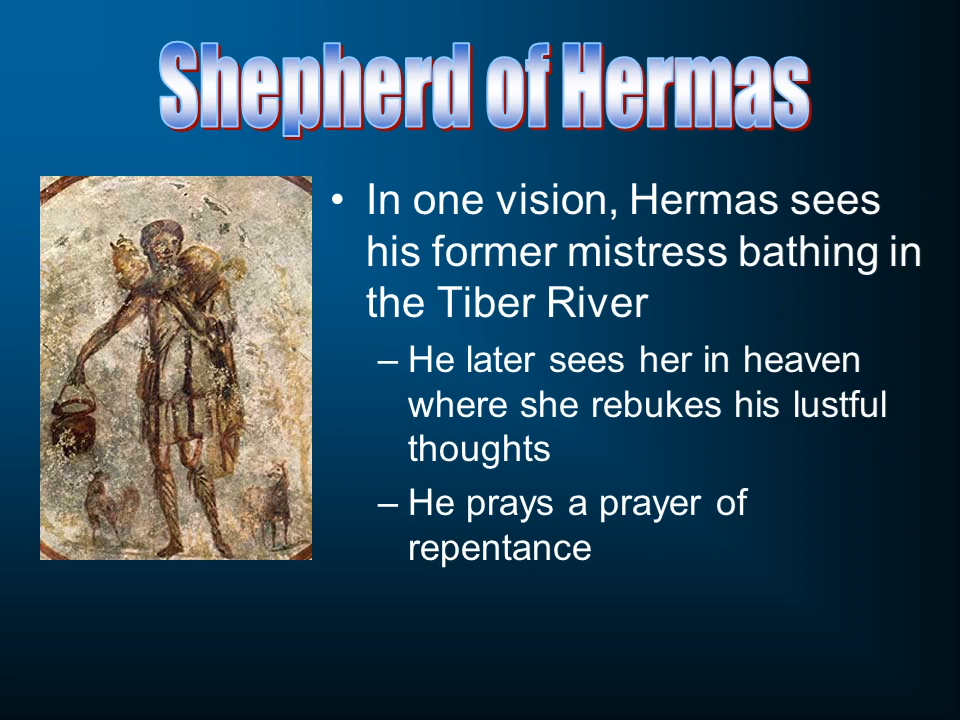 Shepherd of Hermas
• In one vision, Hermas sees
his former mistress bathing in
the Tiber River
–He later sees her in heaven
where she rebukes his lustful
thoughts
–He prays a prayer of
repentance